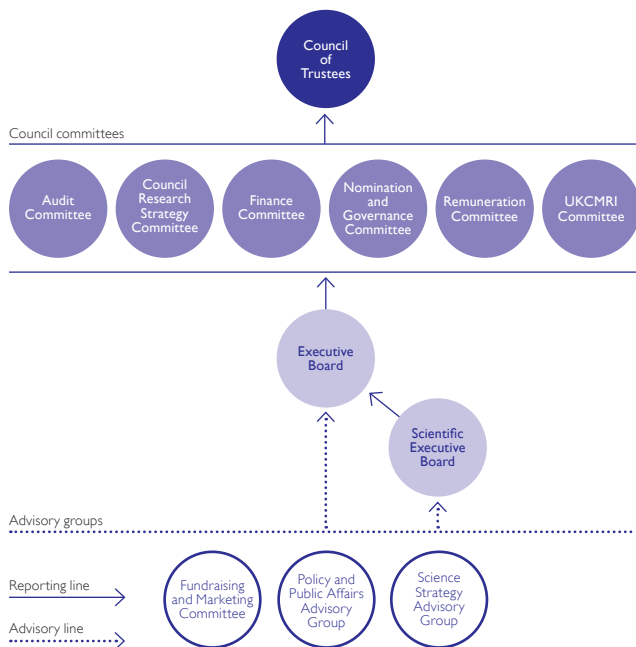 Council
of
Trustees
Council committees
Audit
Committee
Council
Research
Strategy
Committee
Finance
Committee
Nomination
and
Governance
Committee
Remuneration
Committee
UKCMRI
Committee
Executive
Board
Scientific
Executive
Board
Advisory groups
Reporting line
Advisory line
Fundraising
and Marketing
Committee
Policy and
Public Affairs
Advisory
Group
Science
Strategy
Advisory
Group